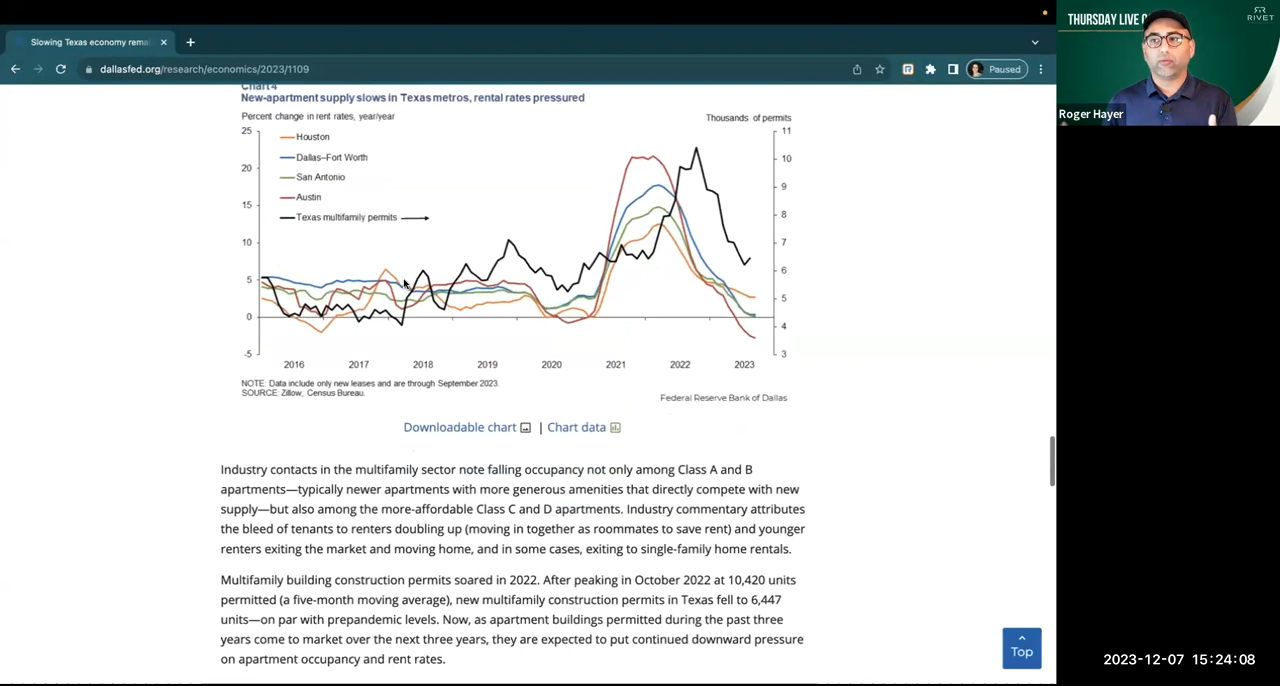 Slowing Texas economy rema
dallasfed.org/research/economics/2023/1109
Paused
THURSDAY LIVE
RIVET
Roger Hayer
Chart 4
New-apartment supply slows in Texas metros, rental rates pressured
Percent change in rent rates, year/year
Thousands of permits
25
20
15
10
5
0
-5
11
10
9
8
7
6
5
4
3
Houston
Dallas–Fort Worth
San Antonio
Austin
Texas multifamily permits
2016 2017 2018 2019 2020 2021 2022 2023
NOTE: Data include only new leases and are through September 2023.
SOURCE: Zillow, Census Bureau.
Federal Reserve Bank of Dallas
Downloadable chart | Chart data
Industry contacts in the multifamily sector note falling occupancy not only among Class A and B
apartments—typically newer apartments with more generous amenities that directly compete with new
supply—but also among the more-affordable Class C and D apartments. Industry commentary attributes
the bleed of tenants to renters doubling up (moving in together as roommates to save rent) and younger
renters exiting the market and moving home, and in some cases, exiting to single-family home rentals.
Multifamily building construction permits soared in 2022. After peaking in October 2022 at 10,420 units
permitted (a five-month moving average), new multifamily construction permits in Texas fell to 6,447
units—on par with prepandemic levels. Now, as apartment buildings permitted during the past three
years come to market over the next three years, they are expected to put continued downward pressure
on apartment occupancy and rent rates.
Top
2023-12-07 15:24:08